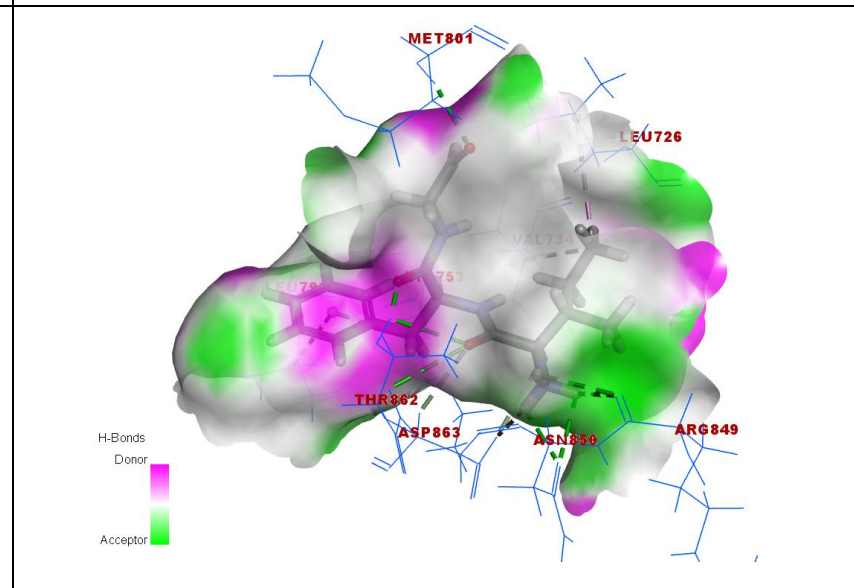 MET801
LEU726
VAL734
THR862
ASP863
ASN850
ARG849
H-Bonds
Donor
Acceptor